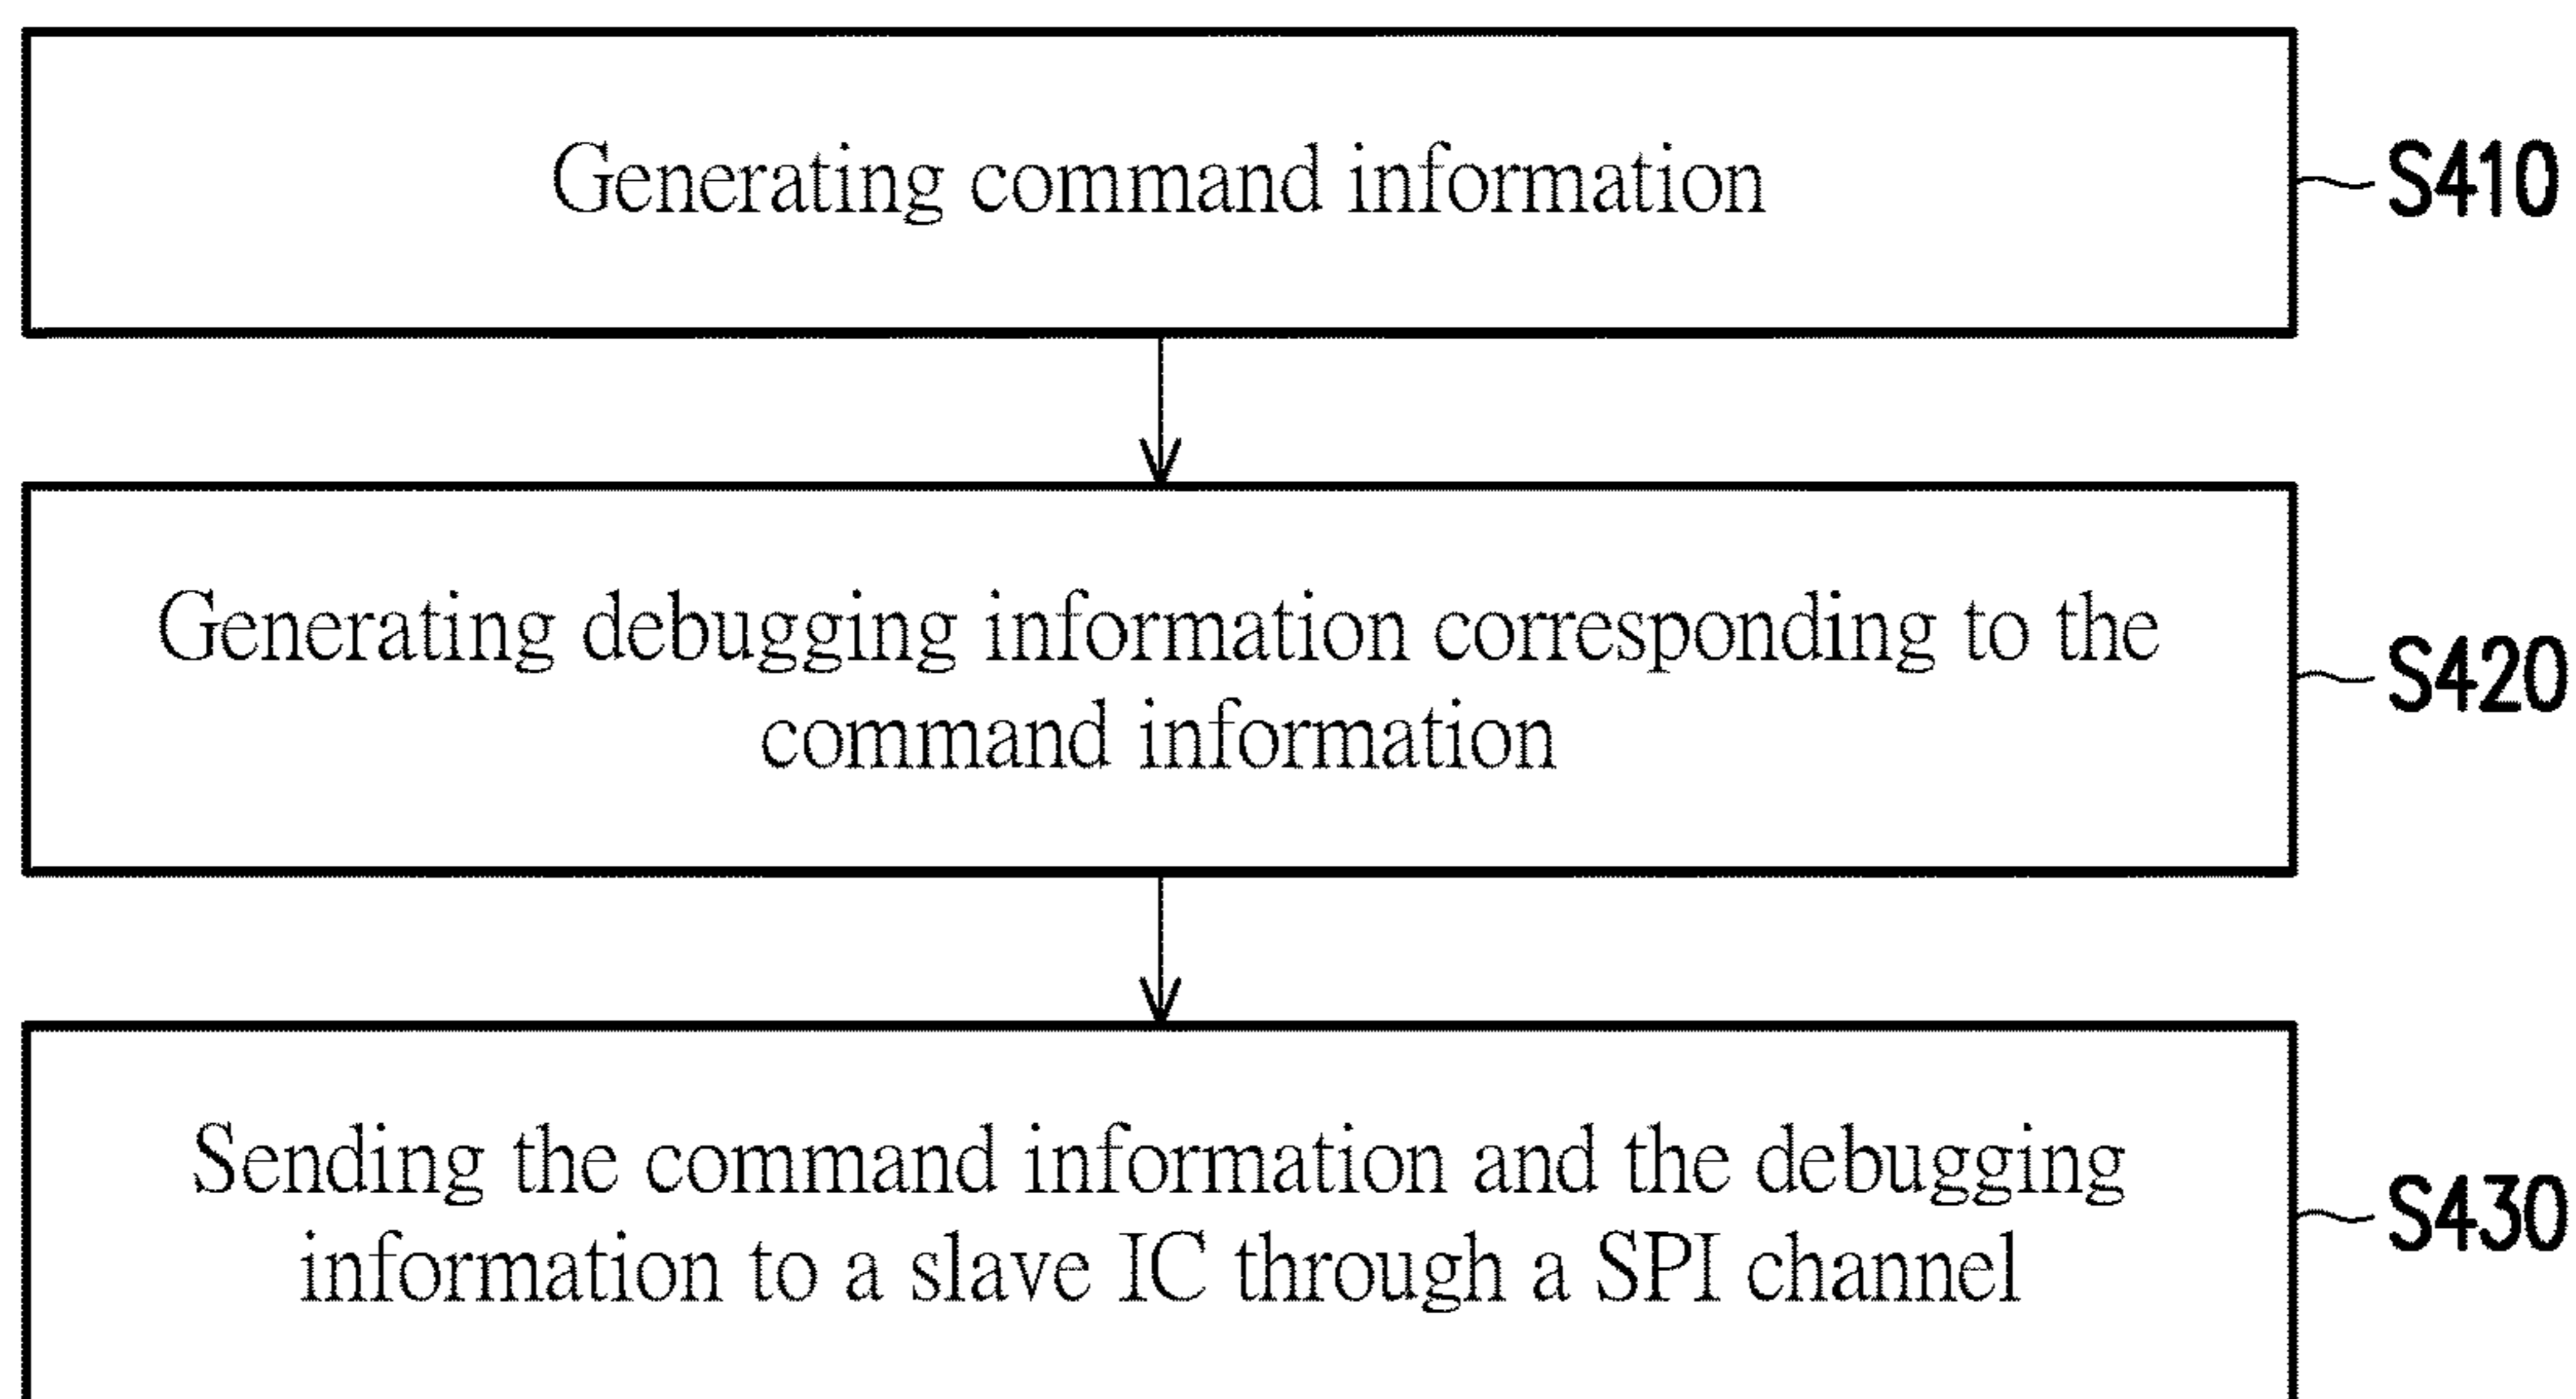 Generating command information
S410
Generating debugging information corresponding to the
command information
S420
Sending the command information and the debugging
information to a slave IC through a SPI channel
S430